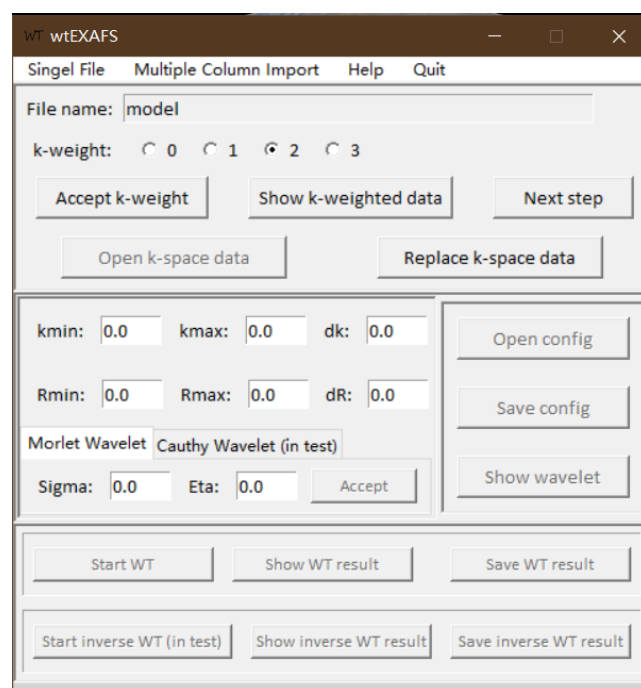 WT wtEXAFS
Singel File Multiple Column Import Help Quit
File name: model
k-weight: 0 1 2 3
Accept k-weight Show k-weighted data Next step
Open k-space data Replace k-space data
kmin: 0.0 kmax: 0.0 dk: 0.0
Rmin: 0.0 Rmax: 0.0 dR: 0.0
Morlet Wavelet Cauthy Wavelet (in test)
Sigma: 0.0 Eta: 0.0 Accept
Open config
Save config
Show wavelet
Start WT Show WT result Save WT result
Start inverse WT (in test) Show inverse WT result Save inverse WT result